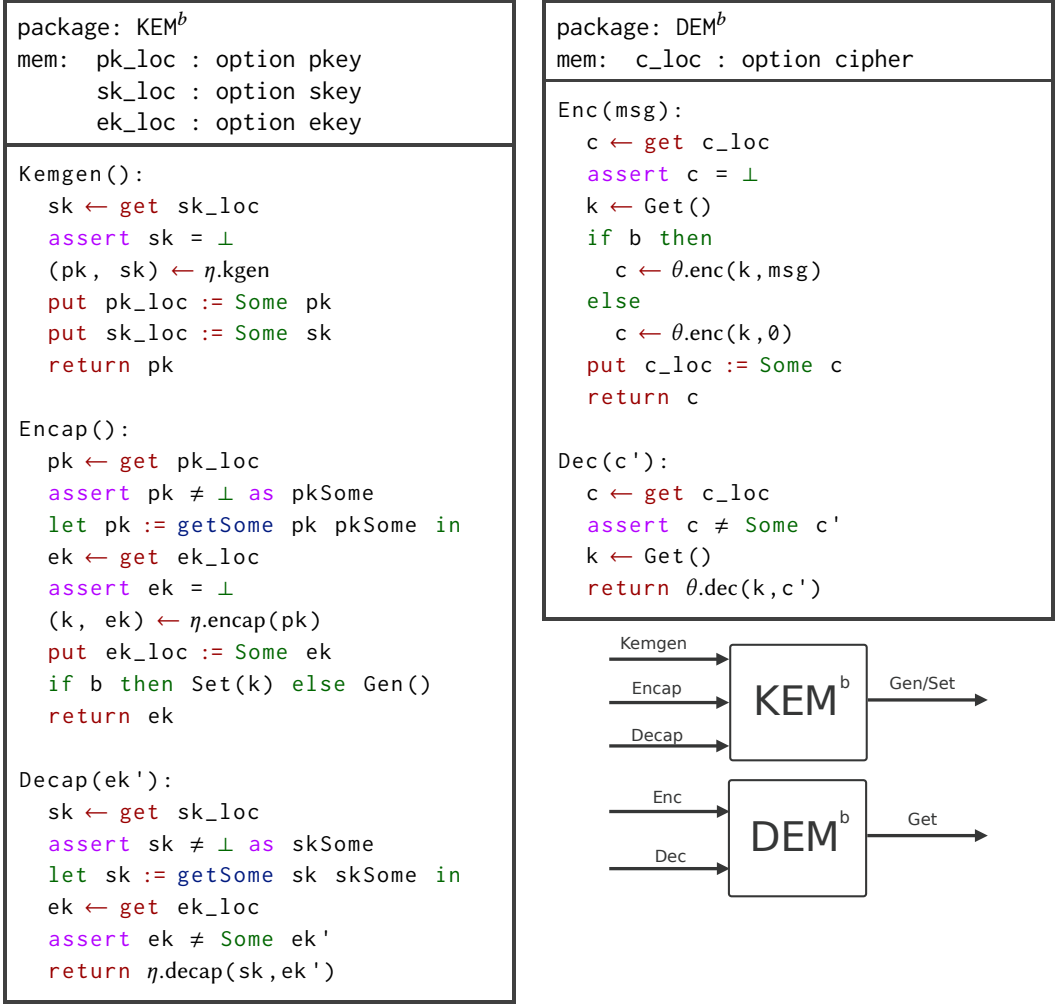 package: KEMᵇ
mem:  pk_loc : option pkey
      sk_loc : option skey
      ek_loc : option ekey
Kemgen():
  sk ← get sk_loc
  assert sk = ⊥
  (pk, sk) ← η.kgen
  put pk_loc := Some pk
  put sk_loc := Some sk
  return pk
Encap():
  pk ← get pk_loc
  assert pk ≠ ⊥ as pkSome
  let pk := getSome pk pkSome in
  ek ← get ek_loc
  assert ek = ⊥
  (k, ek) ← η.encap(pk)
  put ek_loc := Some ek
  if b then Set(k) else Gen()
  return ek
Decap(ek'):
  sk ← get sk_loc
  assert sk ≠ ⊥ as skSome
  let sk := getSome sk skSome in
  ek ← get ek_loc
  assert ek ≠ Some ek'
  return η.decap(sk,ek')
package: DEMᵇ
mem:  c_loc : option cipher
Enc(msg):
  c ← get c_loc
  assert c = ⊥
  k ← Get()
  if b then
    c ← θ.enc(k,msg)
  else
    c ← θ.enc(k,0)
  put c_loc := Some c
  return c
Dec(c'):
  c ← get c_loc
  assert c ≠ Some c'
  k ← Get()
  return θ.dec(k,c')
Kemgen
Encap
Decap
KEMᵇ
Gen/Set
Enc
Dec
DEMᵇ
Get